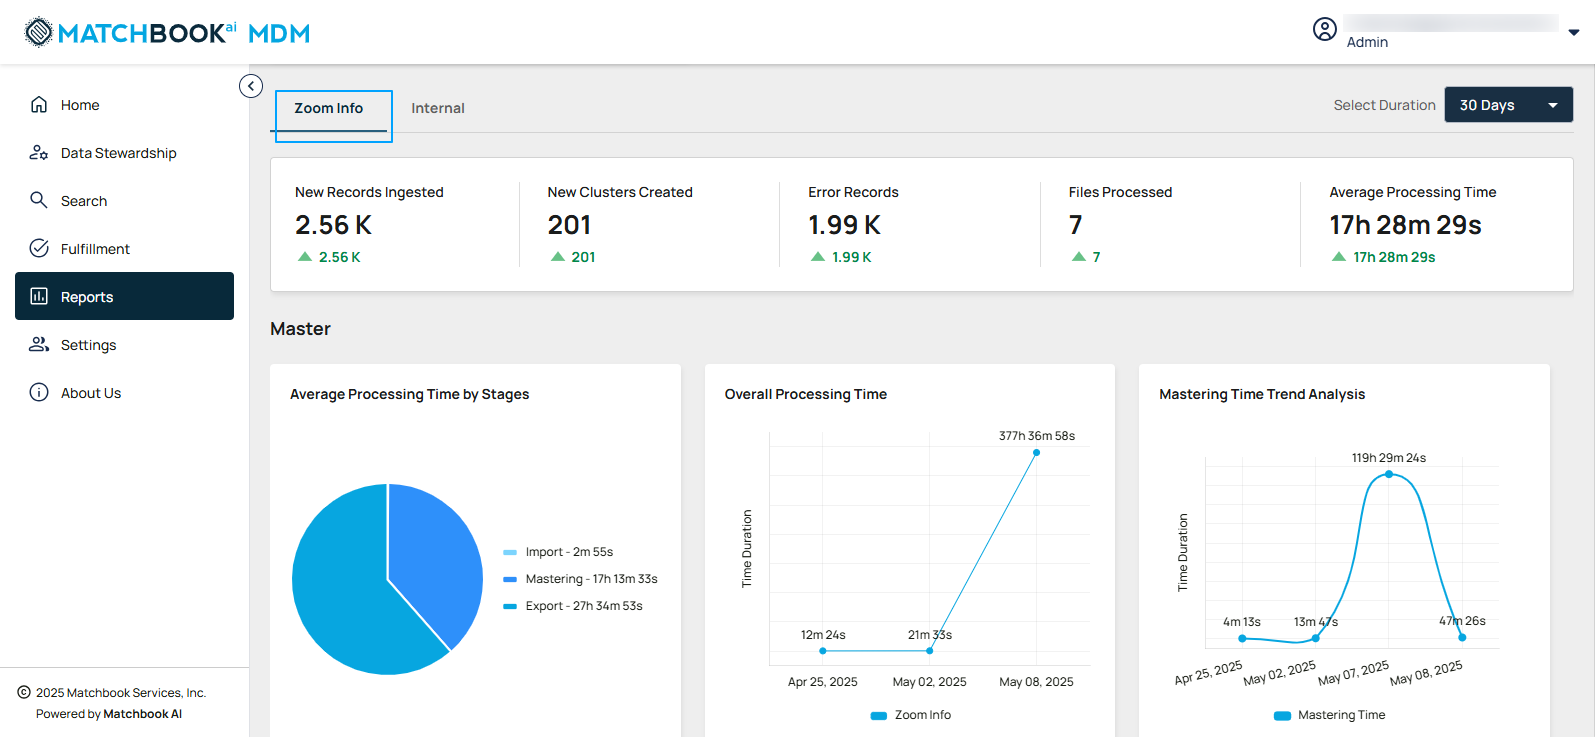 MATCHBOOKai MDM
Admin
Home
Data Stewardship
Search
Fulfillment
Reports
Settings
About Us
© 2025 Matchbook Services, Inc.
Powered by Matchbook AI
Zoom Info
Internal
Select Duration
30 Days
New Records Ingested
2.56 K
2.56 K
New Clusters Created
201
201
Error Records
1.99 K
1.99 K
Files Processed
7
7
Average Processing Time
17h 28m 29s
17h 28m 29s
Master
Average Processing Time by Stages
Import - 2m 55s
Mastering - 17h 13m 33s
Export - 27h 34m 53s
Overall Processing Time
377h 36m 58s
Time Duration
12m 24s
21m 33s
Apr 25, 2025
May 02, 2025
May 08, 2025
Zoom Info
Mastering Time Trend Analysis
119h 29m 24s
Time Duration
4m 13s
13m 47s
47m 26s
Apr 25, 2025
May 02, 2025
May 07, 2025
May 08, 2025
Mastering Time